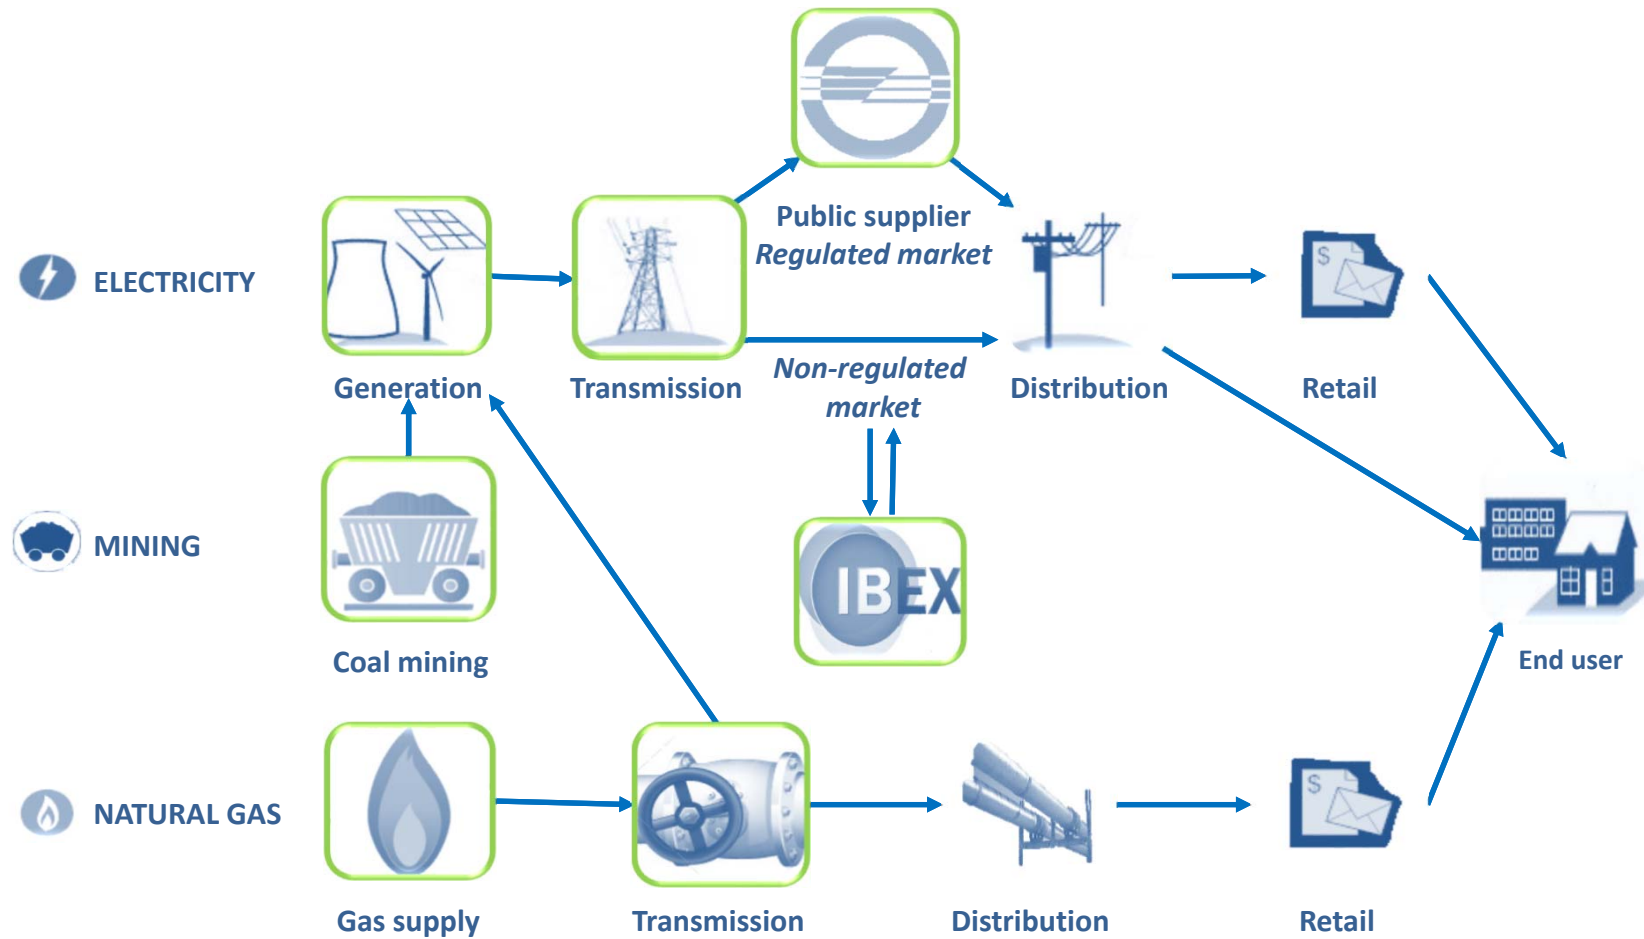 Public supplier
Regulated market
ELECTRICITY
$
Non-regulated
market
Generation
Transmission
Distribution
Retail
MINING
IBEX
Coal mining
End user
NATURAL GAS
$
Gas supply
Transmission
Distribution
Retail